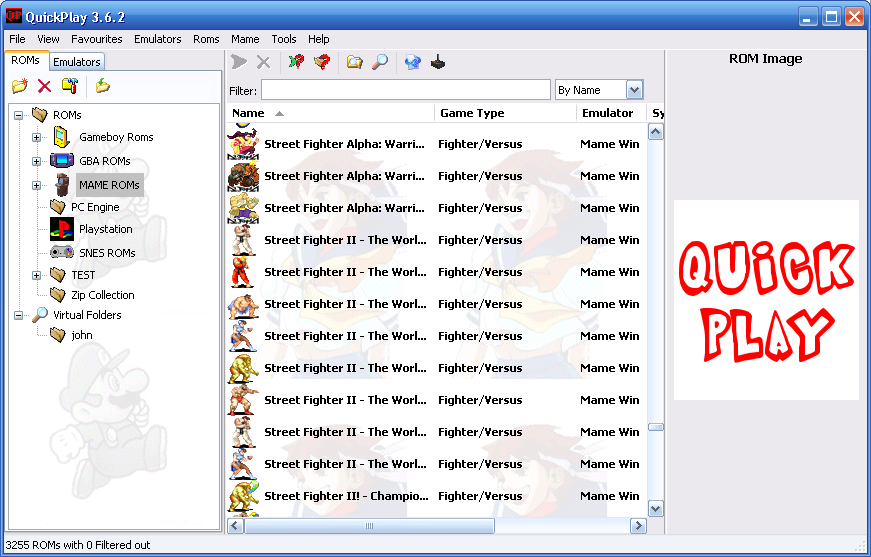 QuickPlay 3.6.2
File View Favourites Emulators Roms Mame Tools Help
ROMs Emulators
ROMs
Gameboy Roms
GBA ROMs
MAME ROMs
PC Engine
Playstation
SNES ROMs
TEST
Zip Collection
Virtual Folders
john
Filter: By Name
Name Game Type Emulator Sy
Street Fighter Alpha: Warri... Fighter/Versus Mame Win
Street Fighter Alpha: Warri... Fighter/Versus Mame Win
Street Fighter Alpha: Warri... Fighter/Versus Mame Win
Street Fighter II - The Worl... Fighter/Versus Mame Win
Street Fighter II - The Worl... Fighter/Versus Mame Win
Street Fighter II - The Worl... Fighter/Versus Mame Win
Street Fighter II - The Worl... Fighter/Versus Mame Win
Street Fighter II - The Worl... Fighter/Versus Mame Win
Street Fighter II - The Worl... Fighter/Versus Mame Win
Street Fighter II - The Worl... Fighter/Versus Mame Win
Street Fighter II - The Worl... Fighter/Versus Mame Win
Street Fighter II! - Champio... Fighter/Versus Mame Win
ROM Image
QUiCK
PLAY
3255 ROMs with 0 Filtered out